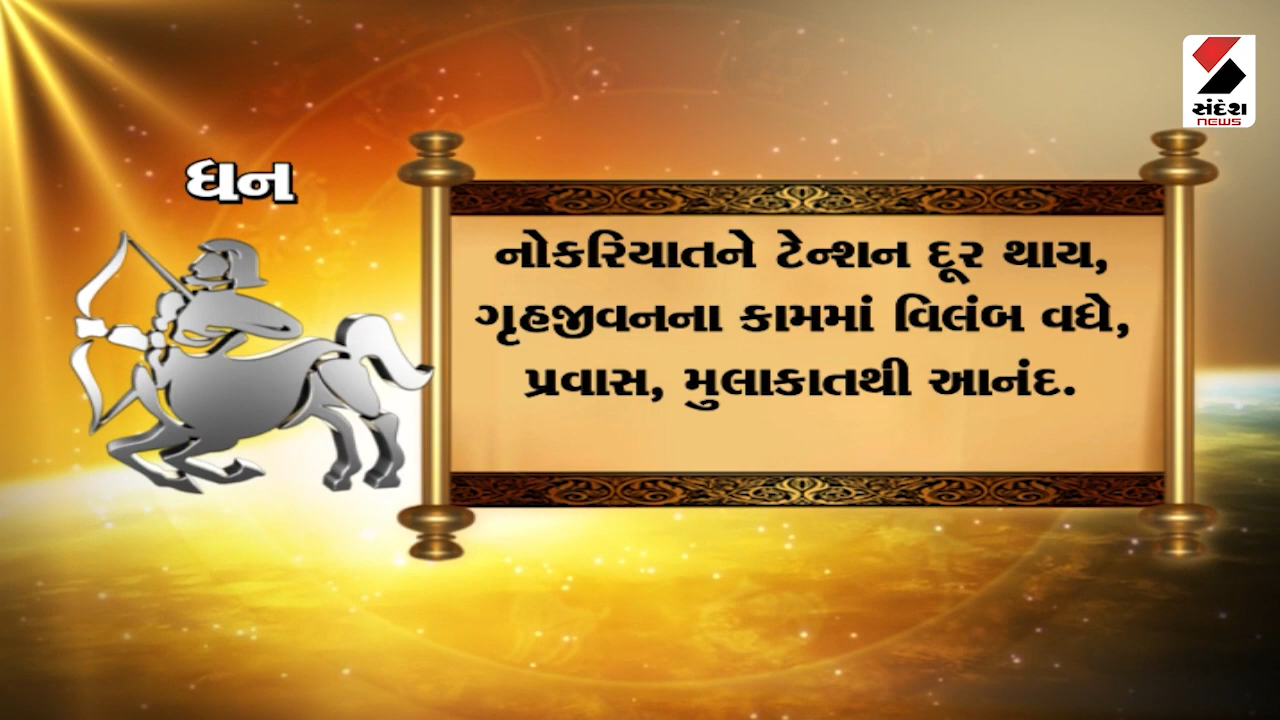 સંદેશ
NEWS
ધન
નોકરિયાતને ટેન્શન દૂર થાય,
ગૃહજીવનના કામમાં વિલંબ વધે,
પ્રવાસ, મુલાકાતથી આનંદ.